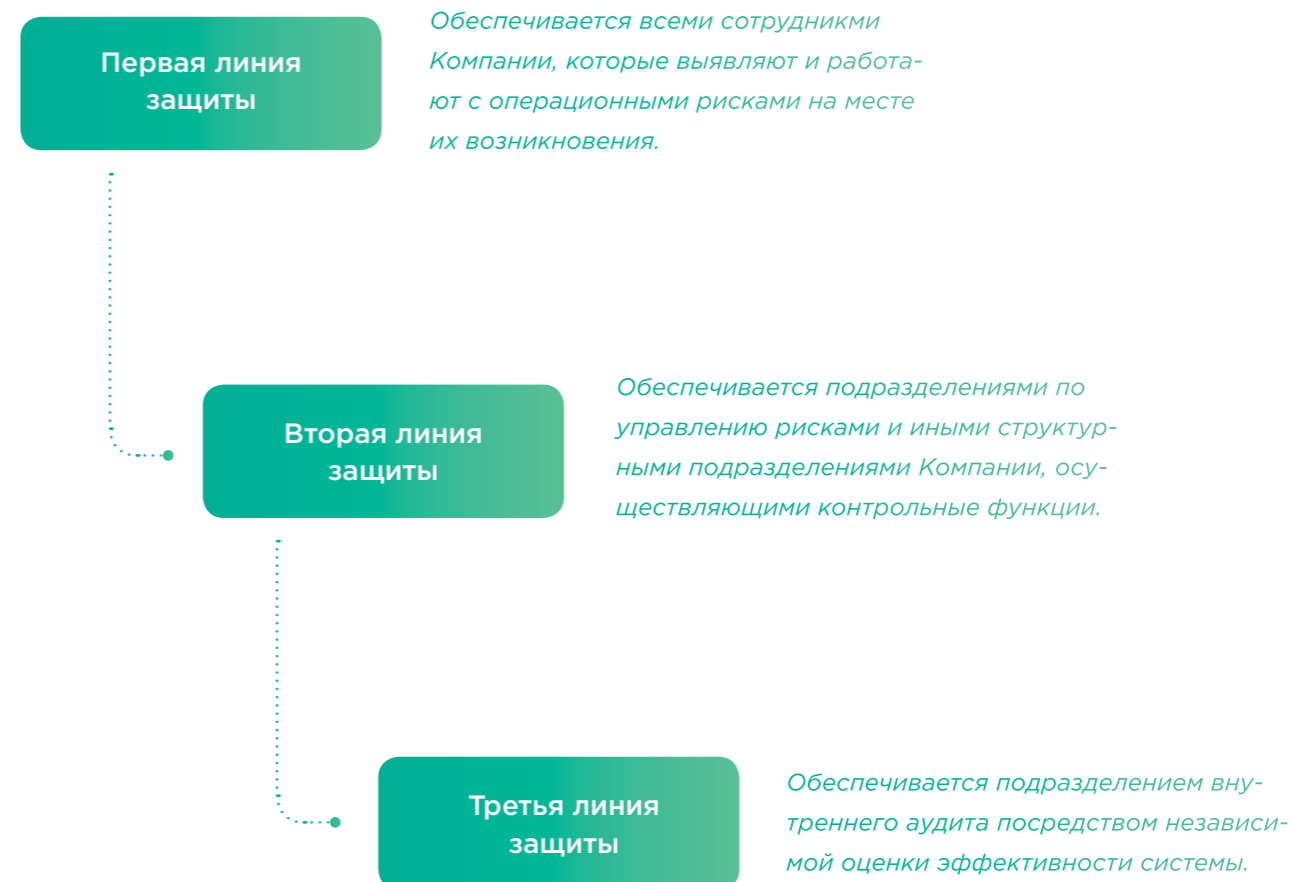 Первая линия
защиты
Обеспечивается всеми сотрудникми
Компании, которые выявляют и работа-
ют с операционными рисками на месте
их возникновения.
Вторая линия
защиты
Обеспечивается подразделениями по
управлению рисками и иными структур-
ными подразделениями Компании, осу-
ществляющими контрольные функции.
Третья линия
защиты
Обеспечивается подразделением вну-
треннего аудита посредством независи-
мой оценки эффективности системы.